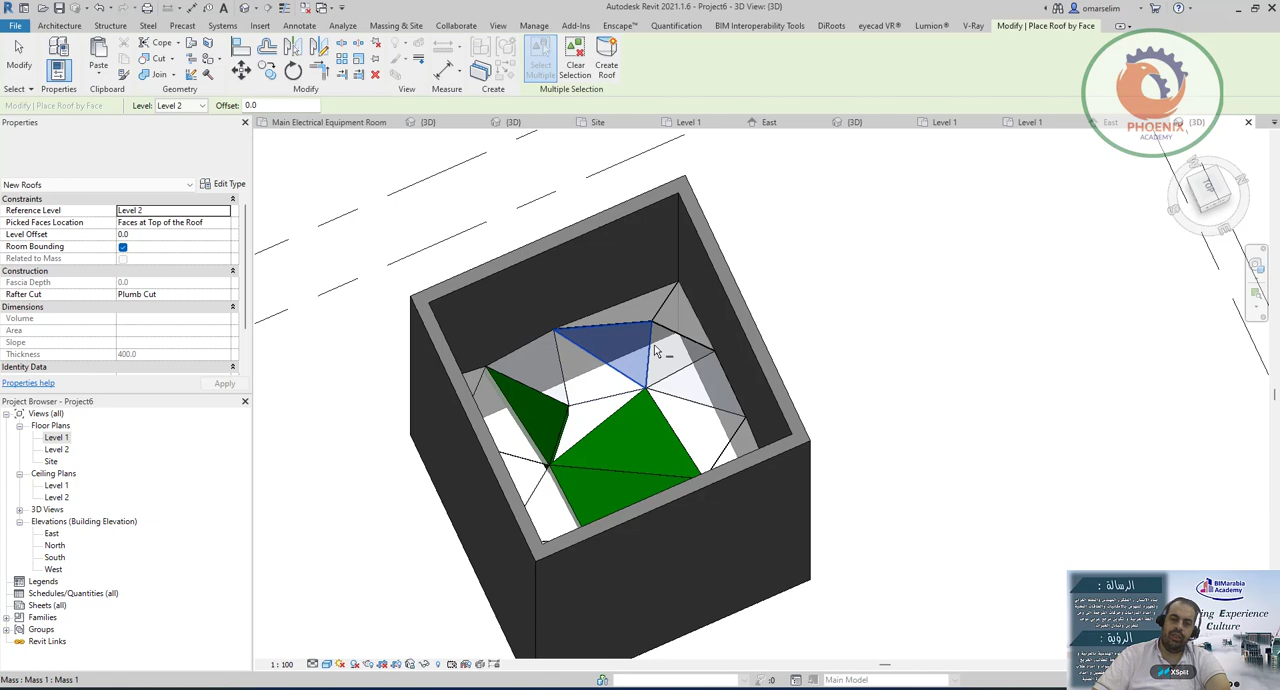 Autodesk Revit 2021.1.6 - Project6 - 3D View: {3D}
omarselim
File Architecture Structure Steel Precast Systems Insert Annotate Analyze Massing & Site Collaborate View Manage Add-Ins Enscape™ Quantification BIM Interoperability Tools DiRoots eyecad VR® Lumion® V-Ray Modify | Place Roof by Face
Modify Paste Cope Cut Join Select Multiple Clear Selection Create Roof
Select Properties Clipboard Geometry Modify View Measure Create Multiple Selection
Modify | Place Roof by Face Level: Level 2 Offset: 0.0
Properties
Main Electrical Equipment Room {3D} {3D} Site Level 1 East {3D} Level 1 Level 1 East {3D}
PHOENIX
ACADEMY
TOP
New Roofs Edit Type
Constraints
Reference Level Level 2
Picked Faces Location Faces at Top of the Roof
Level Offset 0.0
Room Bounding
Related to Mass
Construction
Fascia Depth 0.0
Rafter Cut Plumb Cut
Dimensions
Volume
Area
Slope
Thickness 400.0
Identity Data
Properties help Apply
Project Browser - Project6
Views (all)
Floor Plans
Level 1
Level 2
Site
Ceiling Plans
Level 1
Level 2
3D Views
Elevations (Building Elevation)
East
North
South
West
Legends
Schedules/Quantities (all)
Sheets (all)
Families
Groups
Revit Links
1 : 100
Mass : Mass 1 : Mass 1 :0 Main Model
الرسالة :
الرؤية :
BIMarabia
Academy
Experience
Culture
XSplit